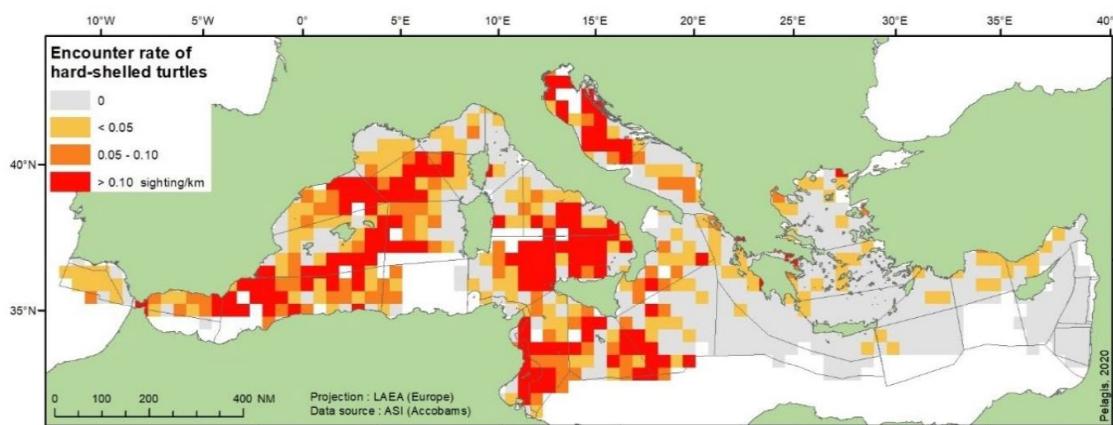 10°W 5°W 0° 5°E 10°E 15°E 20°E 25°E 30°E 35°E 40°
Encounter rate of
hard-shelled turtles
0
< 0.05
0.05 - 0.10
> 0.10 sighting/km
40°N
40°N
35°N
35°N
0 100 200 400 NM
Projection : LAEA (Europe)
Data source : ASI (Accobams)
Pelagis, 2020